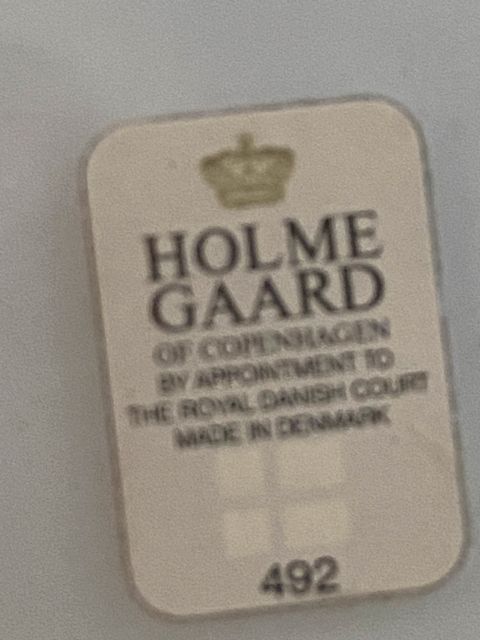 HOLME
GAARD
OF COPENHAGEN
BY APPOINTMENT TO
THE ROYAL DANISH COURT
MADE IN DENMARK
492